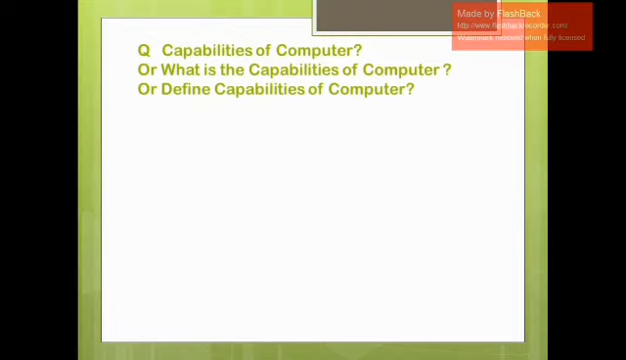 Made by FlashBack
http://www.flashbackrecorder.com/
Watermark removed when fully licensed
Q Capabilities of Computer?
Or What is the Capabilities of Computer ?
Or Define Capabilities of Computer?